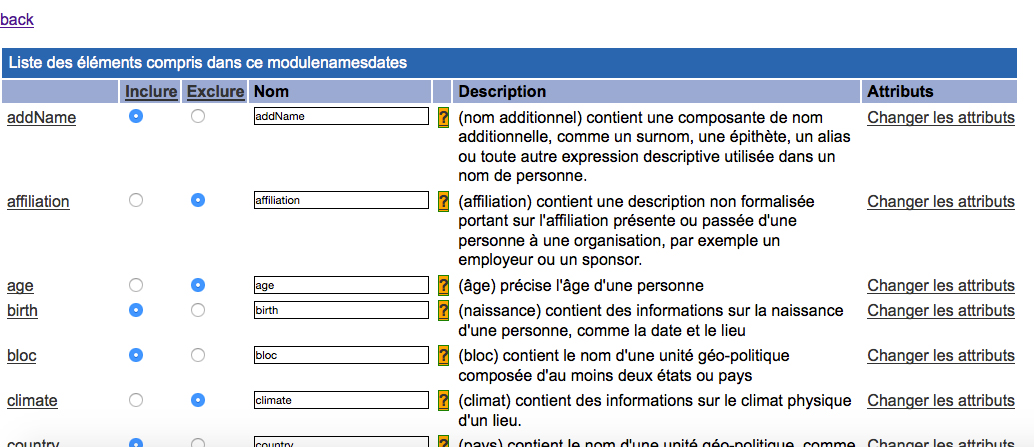 back
Liste des éléments compris dans ce modulenamesdates
Inclure Exclure Nom Description Attributs
addName addName ? (nom additionnel) contient une composante de nom Changer les attributs
additionnelle, comme un surnom, une épithète, un alias
ou toute autre expression descriptive utilisée dans un
nom de personne.
affiliation affiliation ? (affiliation) contient une description non formalisée Changer les attributs
portant sur l'affiliation présente ou passée d'une
personne à une organisation, par exemple un
employeur ou un sponsor.
age age ? (âge) précise l'âge d'une personne Changer les attributs
birth birth ? (naissance) contient des informations sur la naissance Changer les attributs
d'une personne, comme la date et le lieu
bloc bloc ? (bloc) contient le nom d'une unité géo-politique Changer les attributs
composée d'au moins deux états ou pays
climate climate ? (climat) contient des informations sur le climat physique Changer les attributs
d'un lieu.
country country ? (pays) contient le nom d'une unité géo-politique, comme Changer les attributs